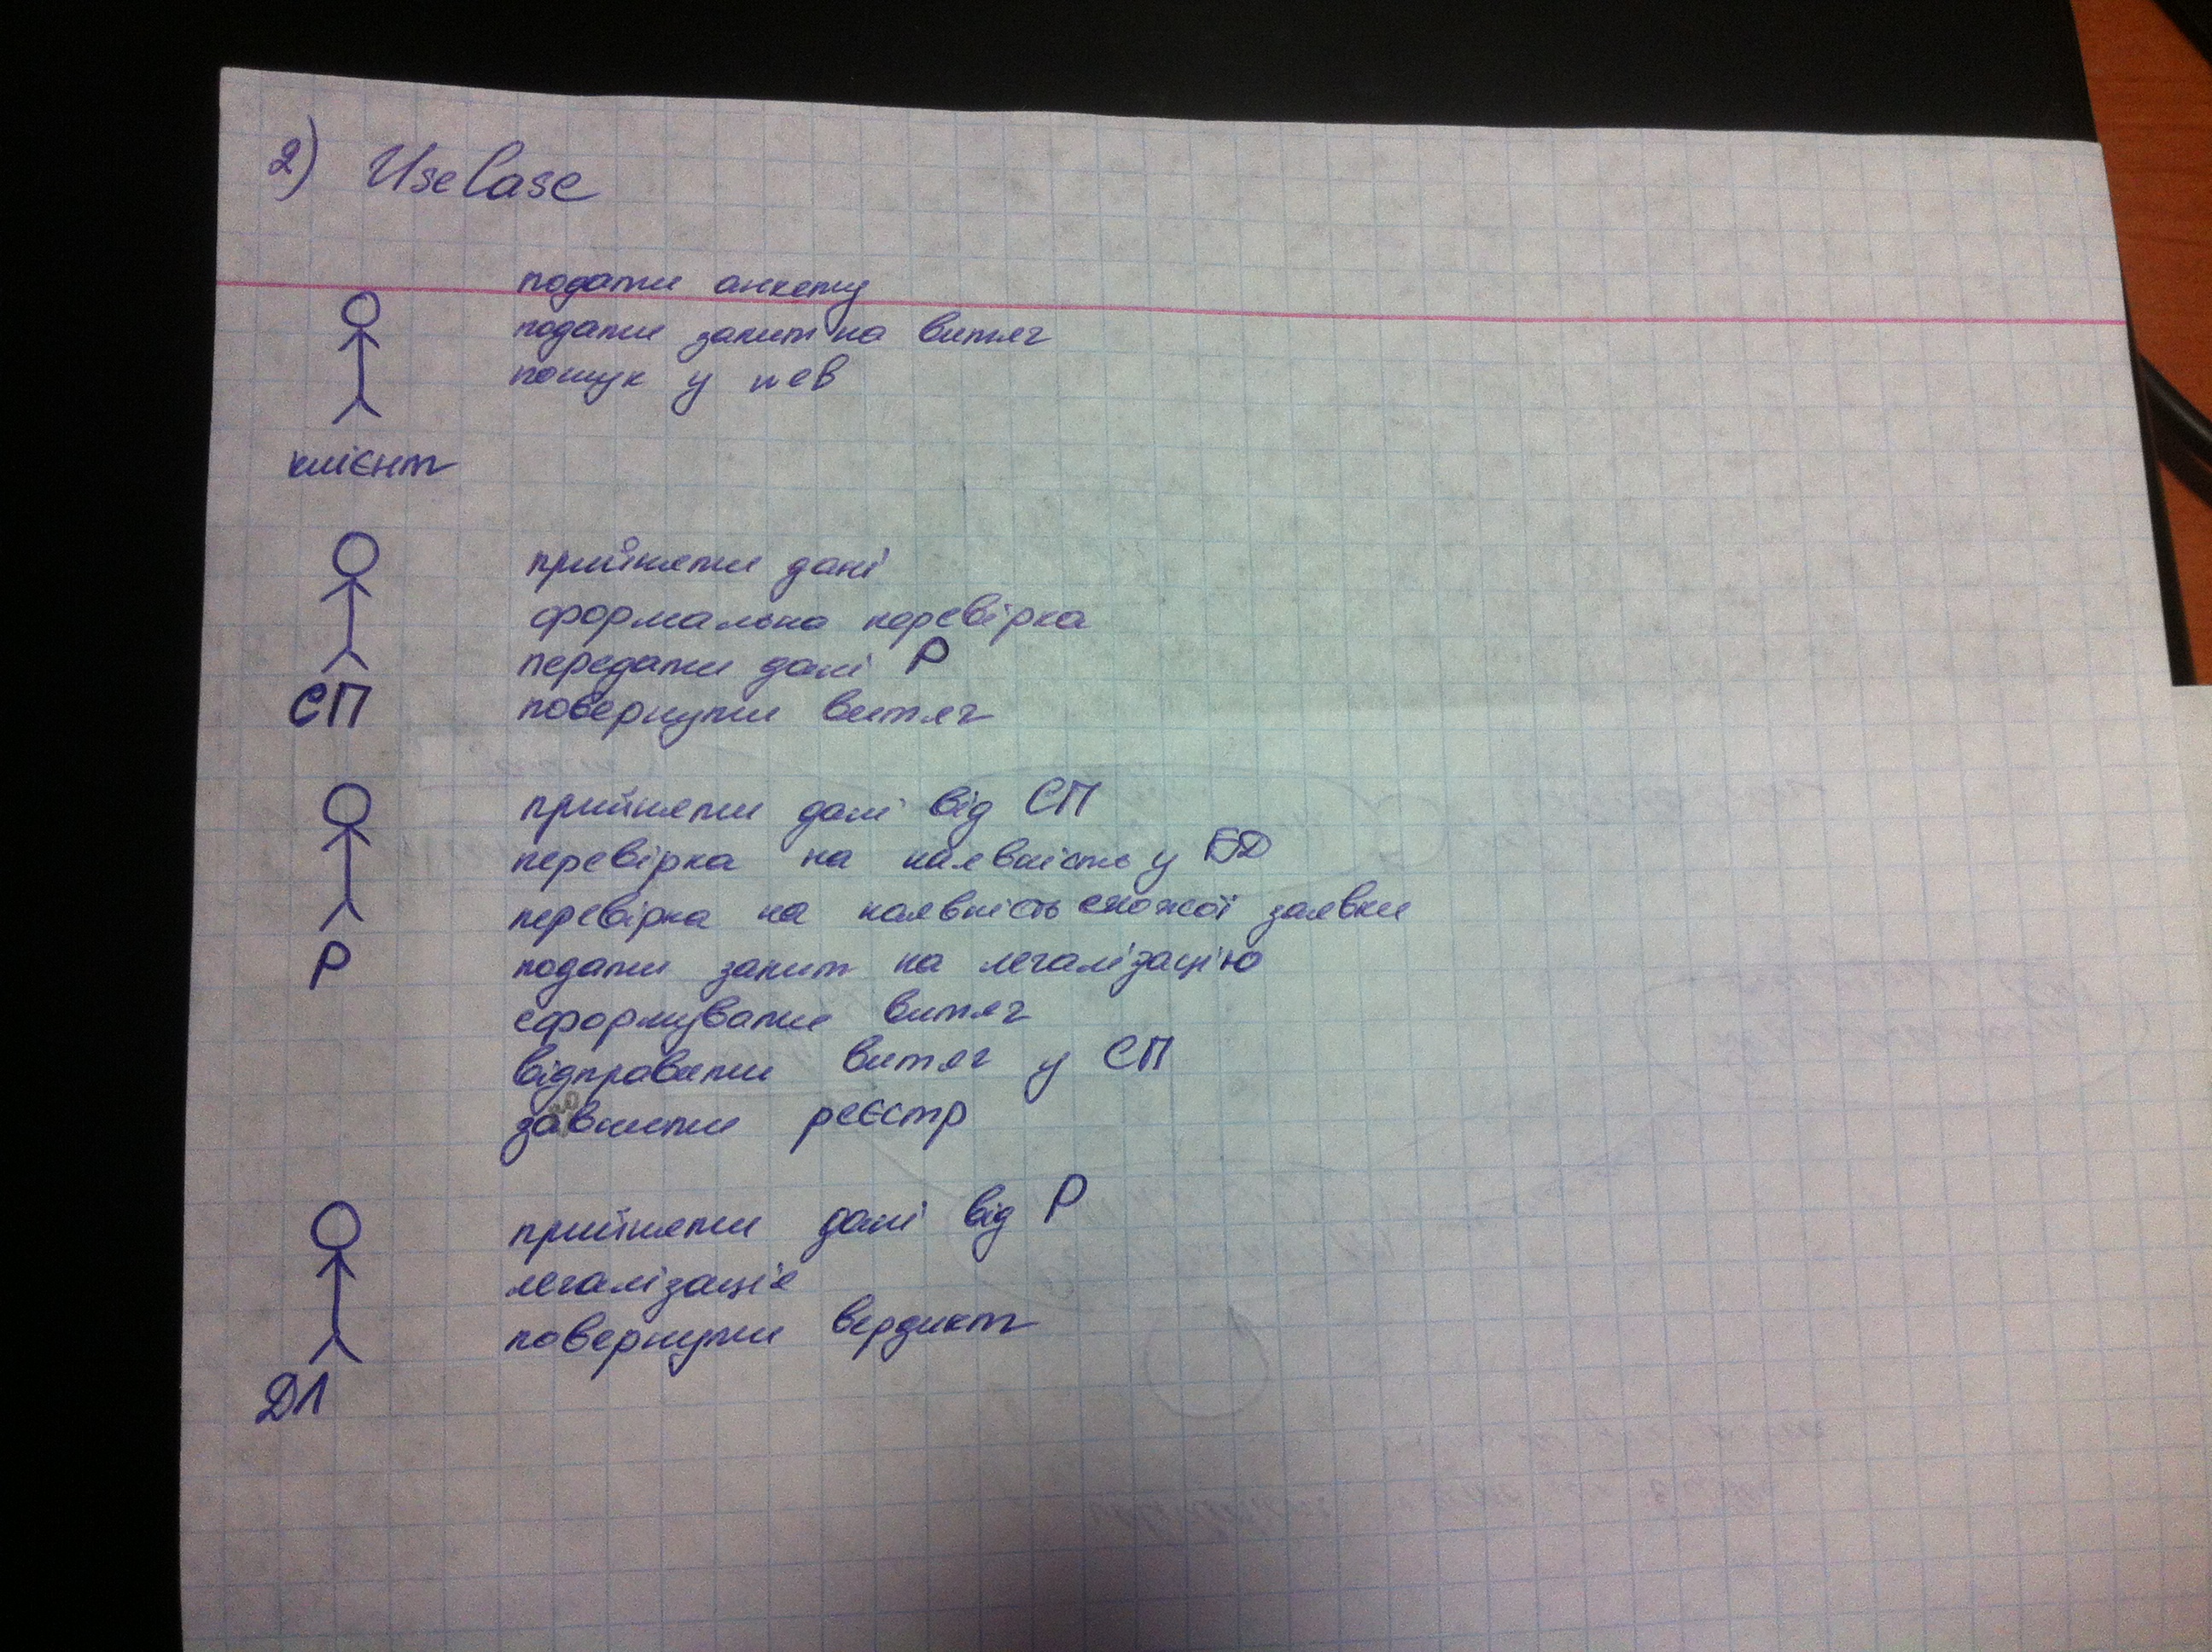 2) UseCase
подати анкету
подати запит на витяг
пошук у
клієнт
прийняти дані
формальна перевірка
передати дані Р
повернути витяг
СП
прийняти дані від СП
перевірка на наявність у БД
перевірка на наявність схожої заявки
подати запит на легалізацію
сформувати витяг
відправити витяг у СП
реєстр
Р
прийняти дані від Р
легалізація
повернути вердикт
ДЛ